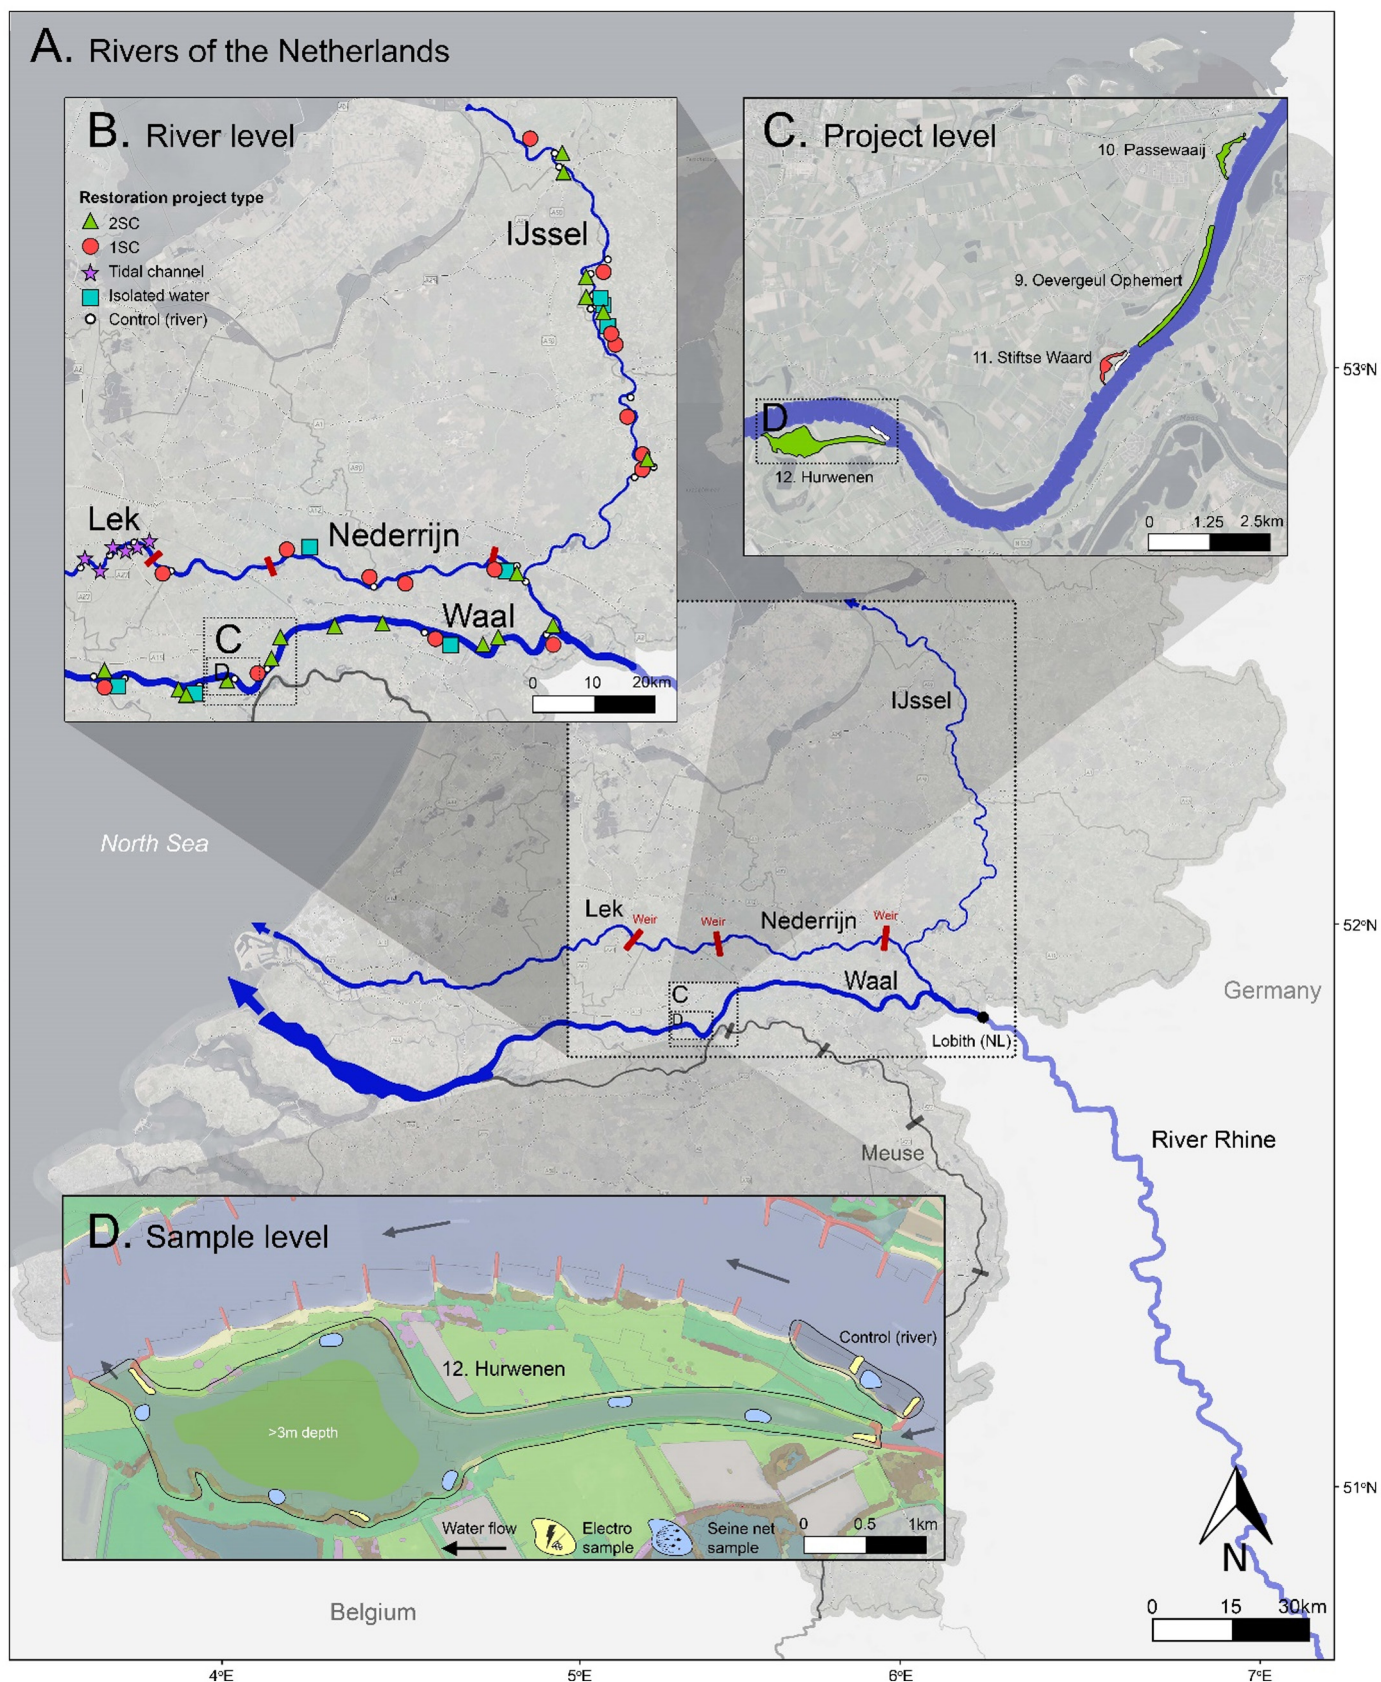 A. Rivers of the Netherlands
B. River level
Restoration project type
2SC
1SC
Tidal channel
Isolated water
Control (river)
IJssel
Lek
Nederrijn
Waal
C
D
0 10 20km
C. Project level
10. Passewaaij
9. Oevergeul Ophemert
11. Stiftse Waard
D
12. Hurwenen
0 1.25 2.5km
53°N
IJssel
North Sea
Lek
Weir
Weir
Nederrijn
Weir
52°N
Waal
C
D
Germany
Lobith (NL)
River Rhine
Meuse
D. Sample level
Control (river)
12. Hurwenen
>3m depth
Water flow
Electro
sample
Seine net
sample
0 0.5 1km
51°N
N
Belgium
0 15 30km
4°E 5°E 6°E 7°E